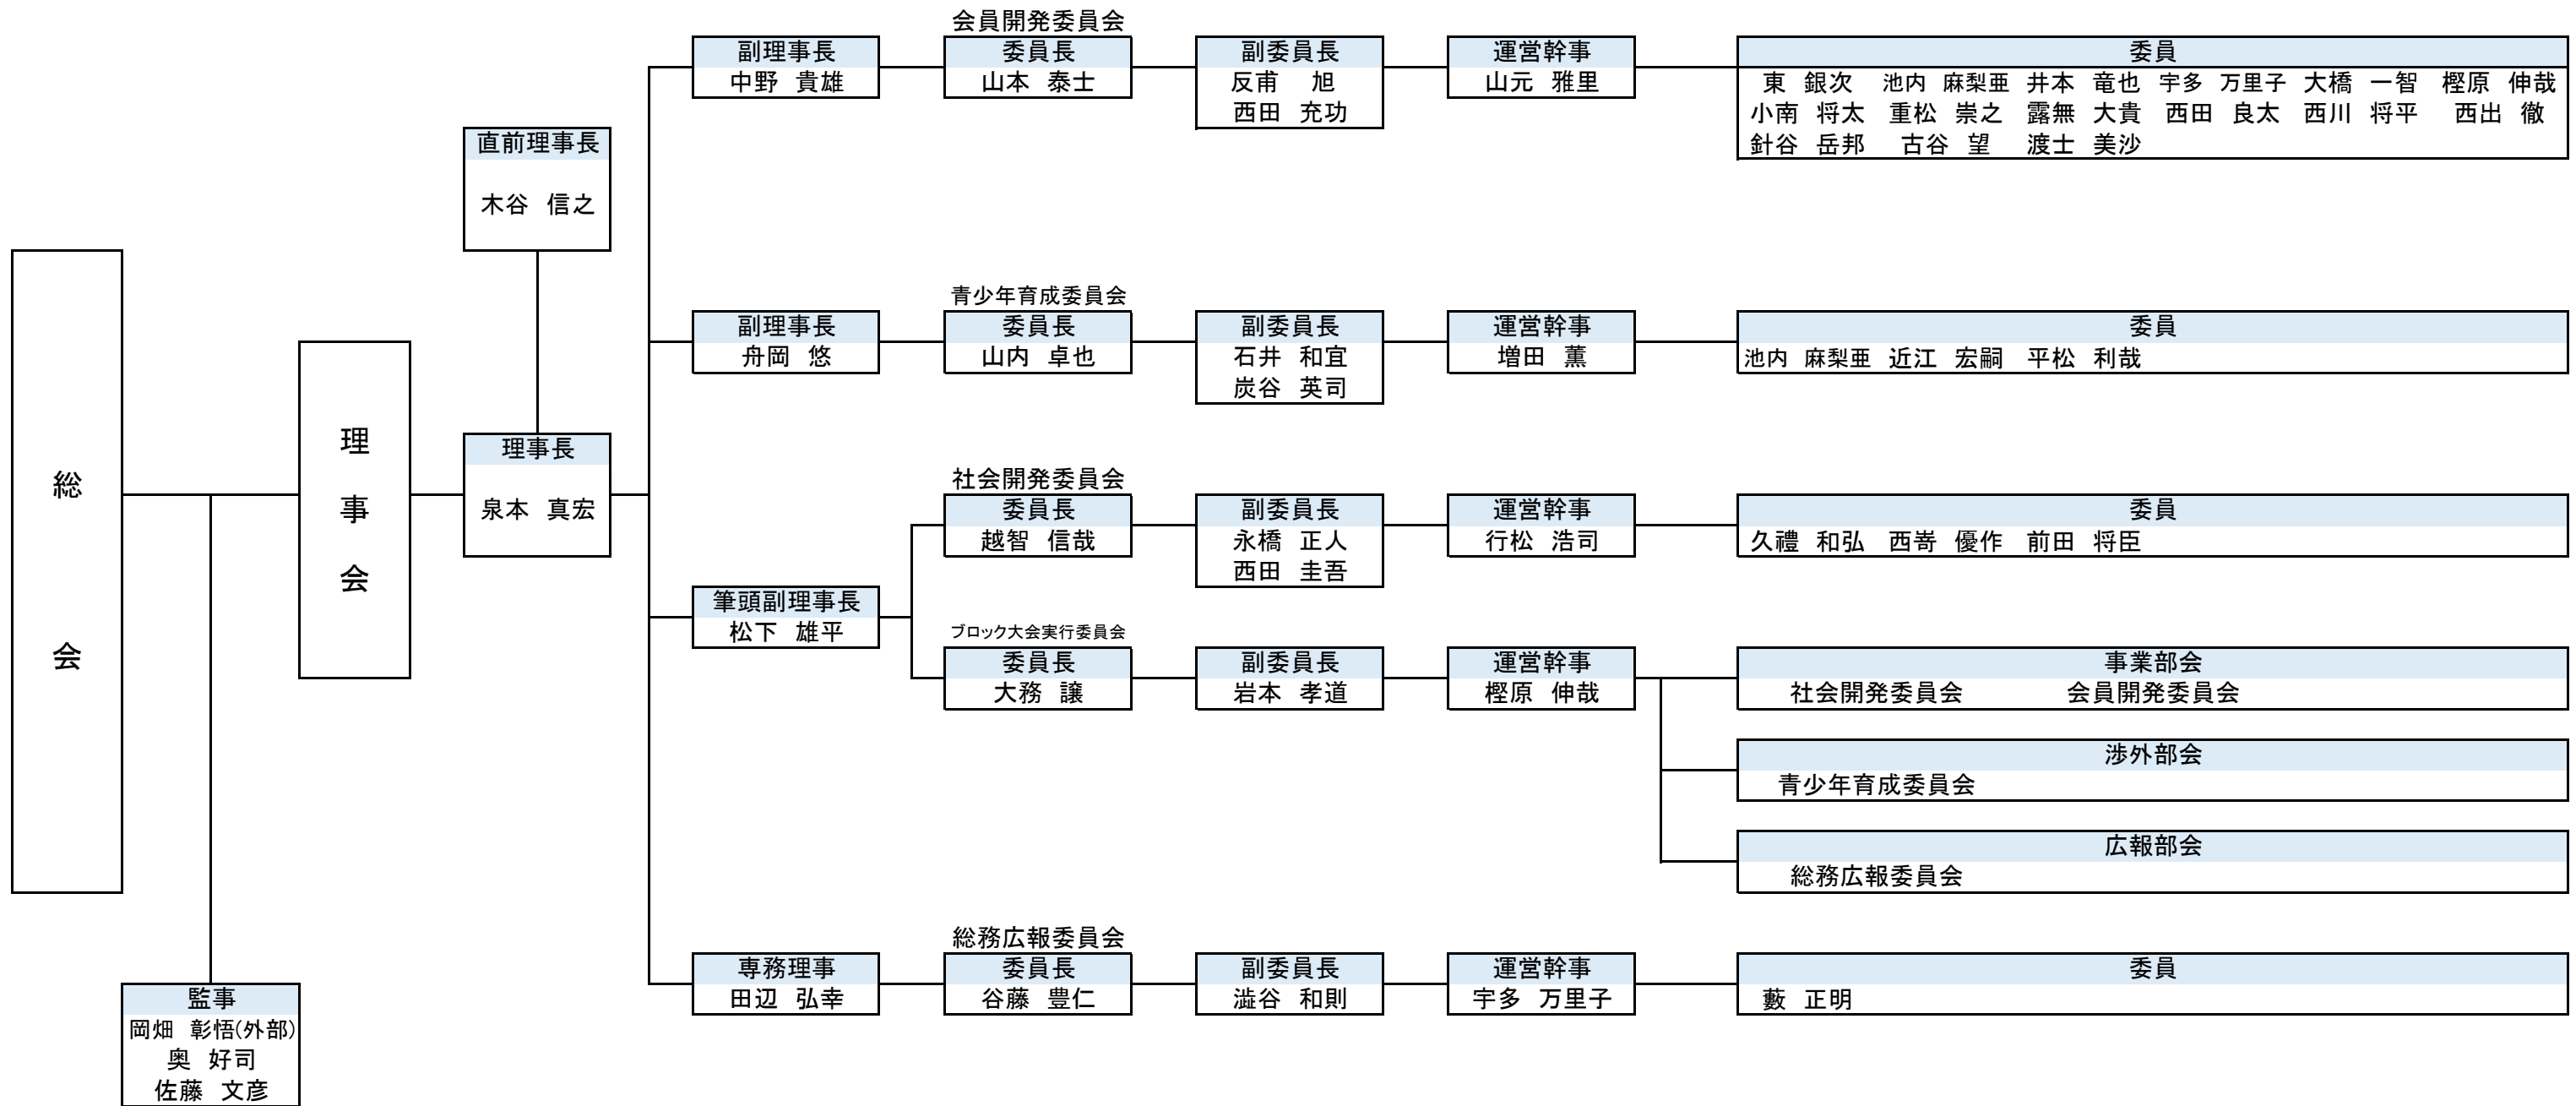 総会
理事会
監事
岡畑 彰悟(外部)
奥 好司
佐藤 文彦
直前理事長
木谷 信之
理事長
泉本 真宏
会員開発委員会
副理事長
中野 貴雄
委員長
山本 泰士
副委員長
反甫 旭
西田 充功
運営幹事
山元 雅里
委員
東 銀次 池内 麻梨亜 井本 竜也 宇多 万里子 大橋 一智 樫原 伸哉
小南 将太 重松 崇之 露無 大貴 西田 良太 西川 将平 西出 徹
針谷 岳邦 古谷 望 渡士 美沙
青少年育成委員会
副理事長
舟岡 悠
委員長
山内 卓也
副委員長
石井 和宜
炭谷 英司
運営幹事
増田 薫
委員
池内 麻梨亜 近江 宏嗣 平松 利哉
筆頭副理事長
松下 雄平
社会開発委員会
委員長
越智 信哉
副委員長
永橋 正人
西田 圭吾
運営幹事
行松 浩司
委員
久禮 和弘 西嵜 優作 前田 将臣
ブロック大会実行委員会
委員長
大務 譲
副委員長
岩本 孝道
運営幹事
樫原 伸哉
事業部会
社会開発委員会 会員開発委員会
渉外部会
青少年育成委員会
広報部会
総務広報委員会
総務広報委員会
専務理事
田辺 弘幸
委員長
谷藤 豊仁
副委員長
澁谷 和則
運営幹事
宇多 万里子
委員
藪 正明